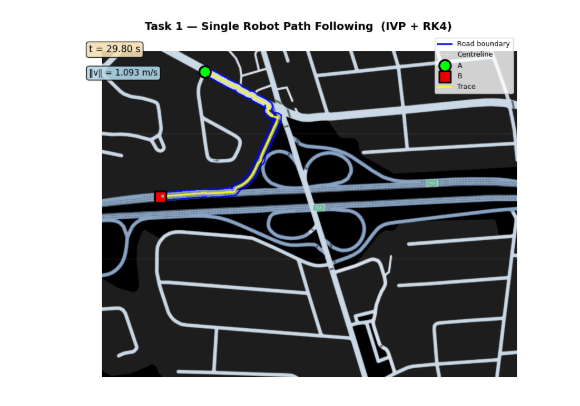 Task 1 — Single Robot Path Following (IVP + RK4)
t = 29.80 s
‖v‖ = 1.093 m/s
Road boundary
Centreline
A
B
Trace